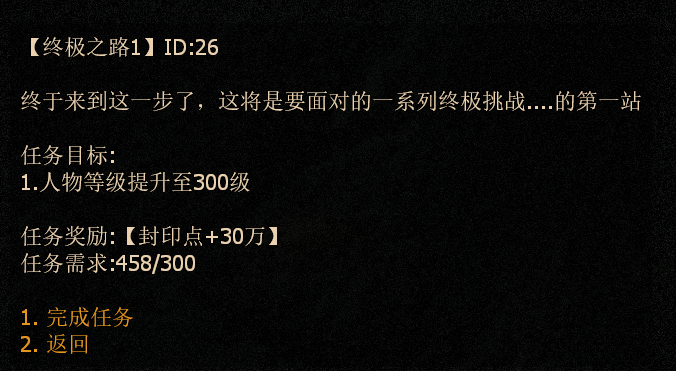 【终极之路1】ID:26
终于来到这一步了，这将是要面对的一系列终极挑战....的第一站
任务目标:
1.人物等级提升至300级
任务奖励:【封印点+30万】
任务需求:458/300
1. 完成任务
2. 返回